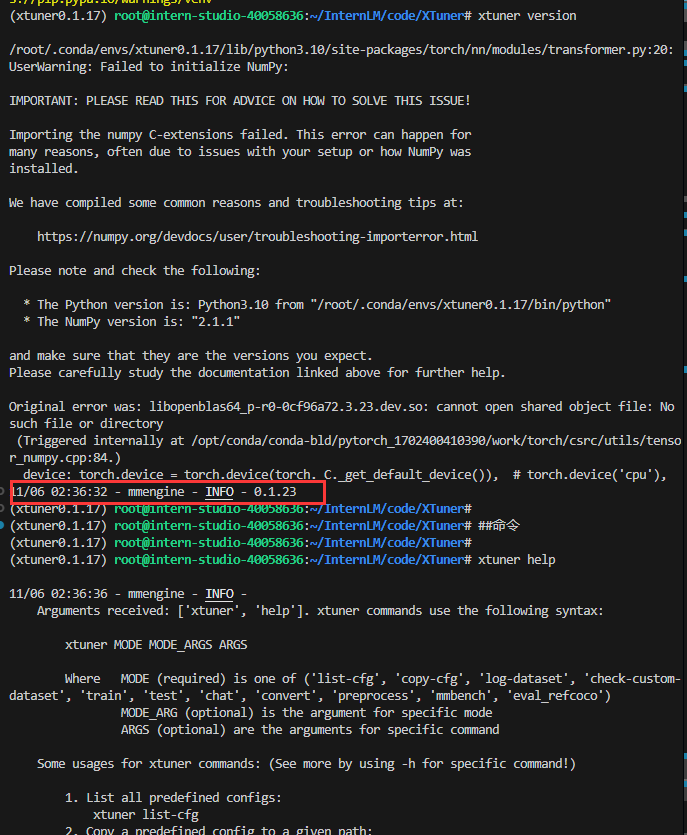 (xtuner0.1.17) root@intern-studio-40058636:~/InternLM/code/XTuner# xtuner version
/root/.conda/envs/xtuner0.1.17/lib/python3.10/site-packages/torch/nn/modules/transformer.py:20:
UserWarning: Failed to initialize NumPy:
IMPORTANT: PLEASE READ THIS FOR ADVICE ON HOW TO SOLVE THIS ISSUE!
Importing the numpy C-extensions failed. This error can happen for
many reasons, often due to issues with your setup or how NumPy was
installed.
We have compiled some common reasons and troubleshooting tips at:
https://numpy.org/devdocs/user/troubleshooting-importerror.html
Please note and check the following:
* The Python version is: Python3.10 from "/root/.conda/envs/xtuner0.1.17/bin/python"
* The NumPy version is: "2.1.1"
and make sure that they are the versions you expect.
Please carefully study the documentation linked above for further help.
Original error was: libopenblas64_p-r0-0cf96a72.3.23.dev.so: cannot open shared object file: No
such file or directory
(Triggered internally at /opt/conda/conda-bld/pytorch_1702400410390/work/torch/csrc/utils/tenso
r_numpy.cpp:84.)
device: torch.device = torch.device(torch._C._get_default_device()), # torch.device('cpu'),
11/06 02:36:32 - mmengine - INFO - 0.1.23
(xtuner0.1.17) root@intern-studio-40058636:~/InternLM/code/XTuner#
(xtuner0.1.17) root@intern-studio-40058636:~/InternLM/code/XTuner# ##命令
(xtuner0.1.17) root@intern-studio-40058636:~/InternLM/code/XTuner#
(xtuner0.1.17) root@intern-studio-40058636:~/InternLM/code/XTuner# xtuner help
11/06 02:36:36 - mmengine - INFO -
Arguments received: ['xtuner', 'help']. xtuner commands use the following syntax:
xtuner MODE MODE_ARGS ARGS
Where MODE (required) is one of ('list-cfg', 'copy-cfg', 'log-dataset', 'check-custom-
dataset', 'train', 'test', 'chat', 'convert', 'preprocess', 'mmbench', 'eval_refcoco')
MODE_ARG (optional) is the argument for specific mode
ARGS (optional) are the arguments for specific command
Some usages for xtuner commands: (See more by using -h for specific command!)
1. List all predefined configs:
xtuner list-cfg
2. Copy a predefined config to a given path: